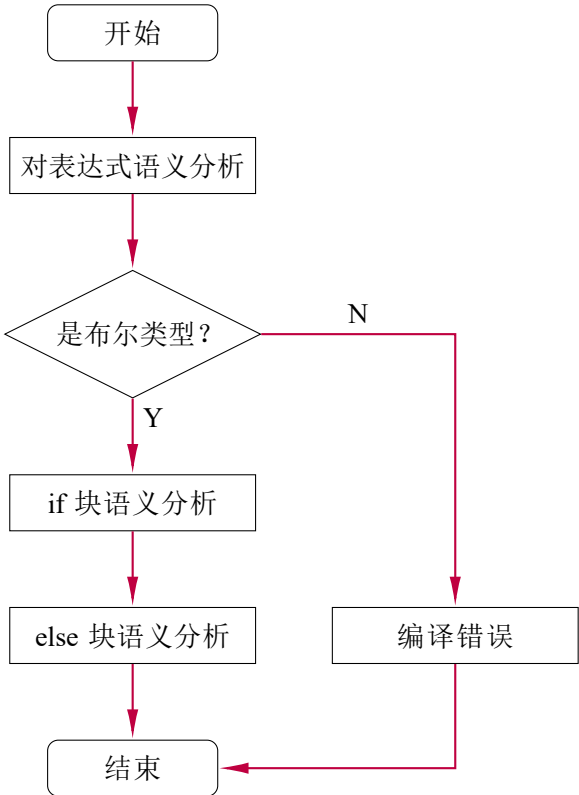 开始
对表达式语义分析
是布尔类型？
N
Y
if 块语义分析
else 块语义分析
编译错误
结束